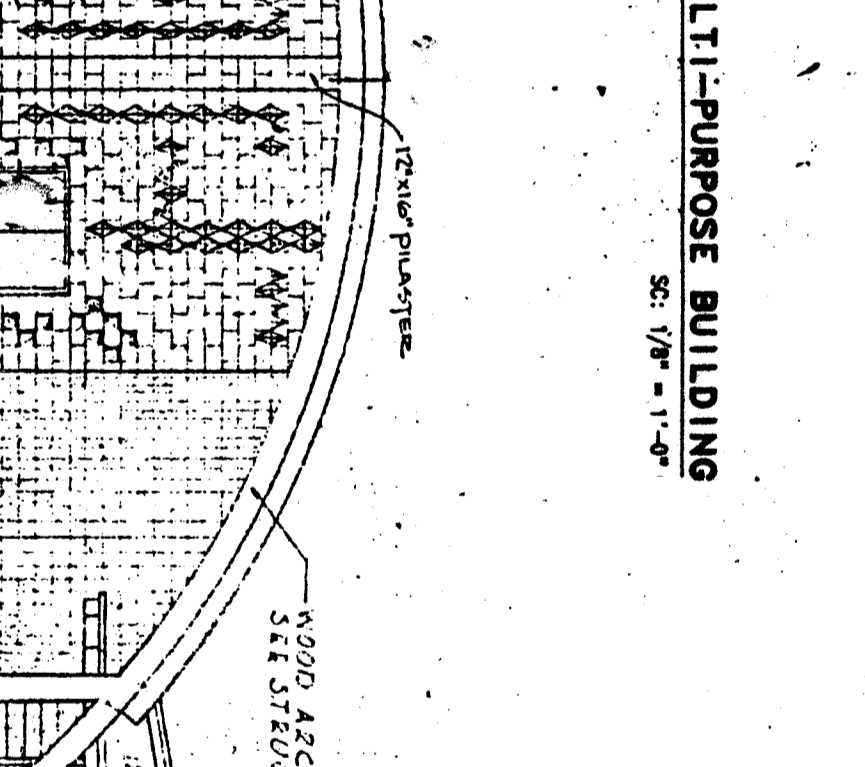 LTI-PURPOSE BUILDING
SC: 1/8" = 1'-0"
12"x16" PILASTER
WOOD ARC
SEE STRU